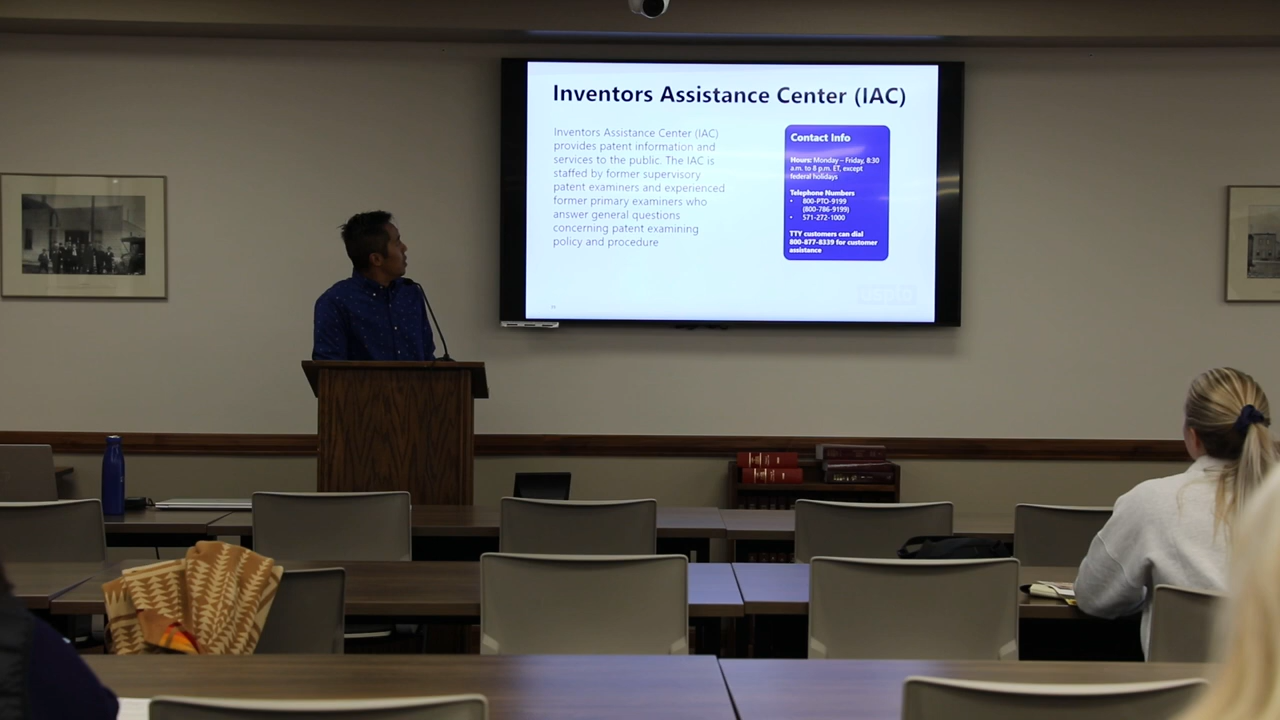 Inventors Assistance Center (IAC)
Inventors Assistance Center (IAC)
provides patent information and
services to the public. The IAC is
staffed by former supervisory
patent examiners and experienced
former primary examiners who
answer general questions
concerning patent examining
policy and procedure
Contact Info
Hours: Monday – Friday, 8:30
a.m. to 8 p.m. ET, except
federal holidays
Telephone Numbers
• 800-PTO-9199
(800-786-9199)
• 571-272-1000
TTY customers can dial
800-877-8339 for customer
assistance
uspto